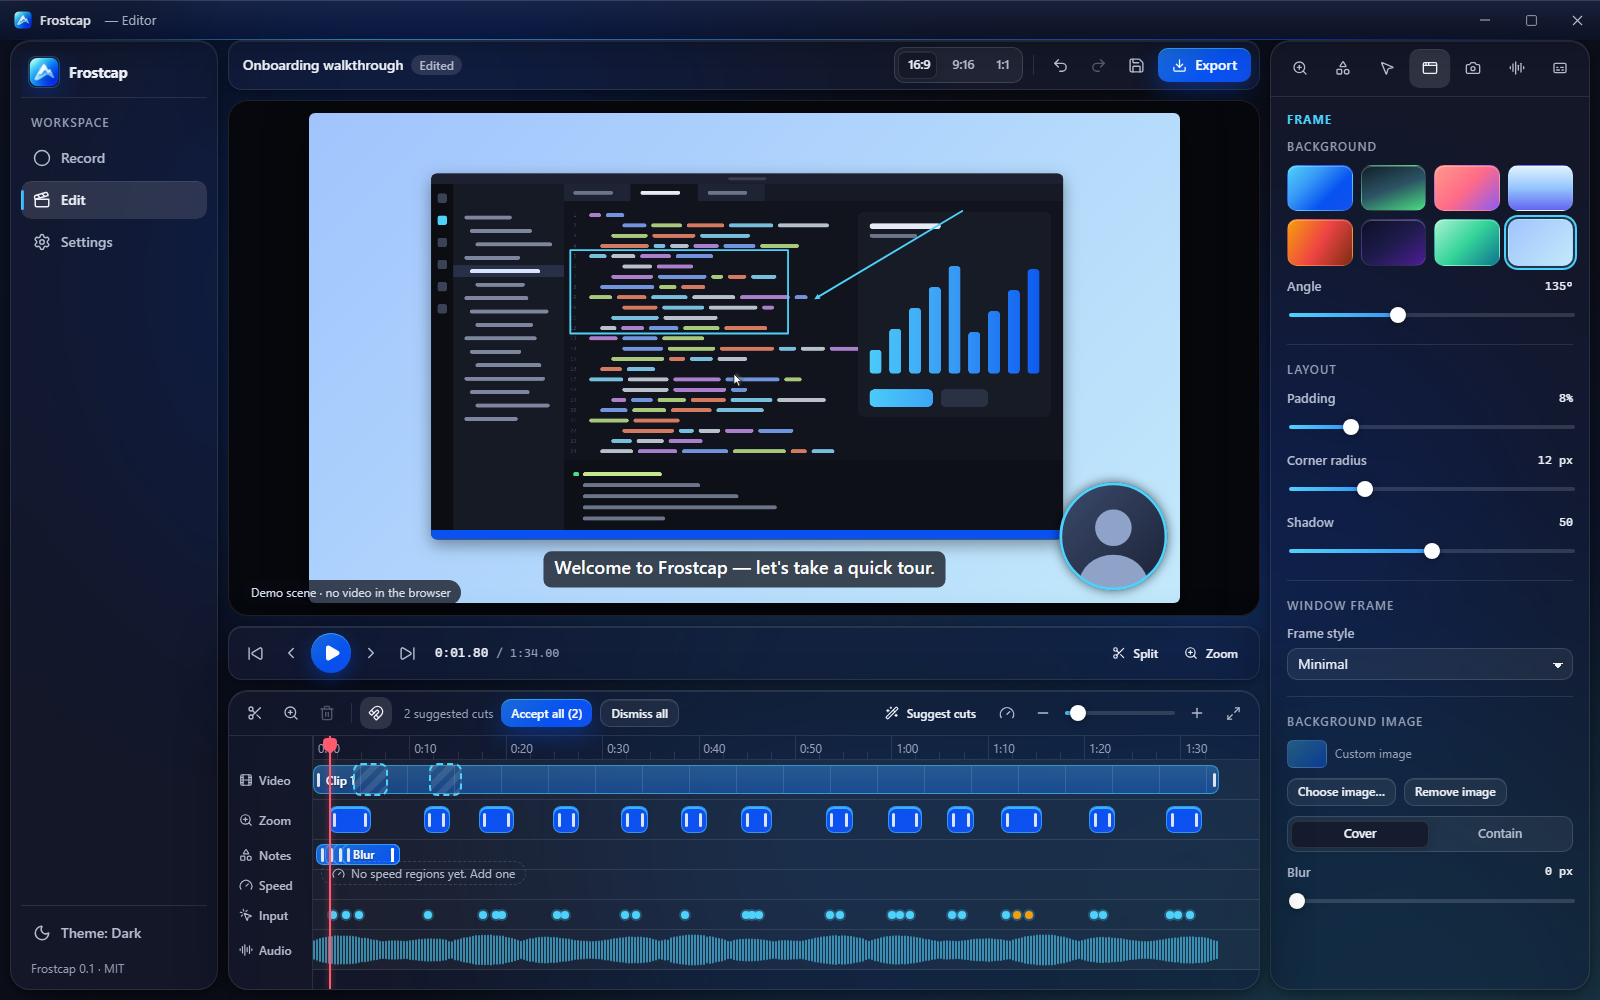 Frostcap — Editor
Frostcap
WORKSPACE
Record
Edit
Settings
Theme: Dark
Frostcap 0.1 · MIT
Onboarding walkthrough Edited
16:9 9:16 1:1
Export
Welcome to Frostcap — let's take a quick tour.
Demo scene · no video in the browser
0:01.80 / 1:34.00
Split Zoom
2 suggested cuts Accept all (2) Dismiss all
Suggest cuts
0:10 0:20 0:30 0:40 0:50 1:00 1:10 1:20 1:30
Video Clip
Zoom
Notes Blur
Speed No speed regions yet. Add one
Input
Audio
FRAME
BACKGROUND
Angle 135°
LAYOUT
Padding 8%
Corner radius 12 px
Shadow 50
WINDOW FRAME
Frame style
Minimal
BACKGROUND IMAGE
Custom image
Choose image... Remove image
Cover Contain
Blur 0 px